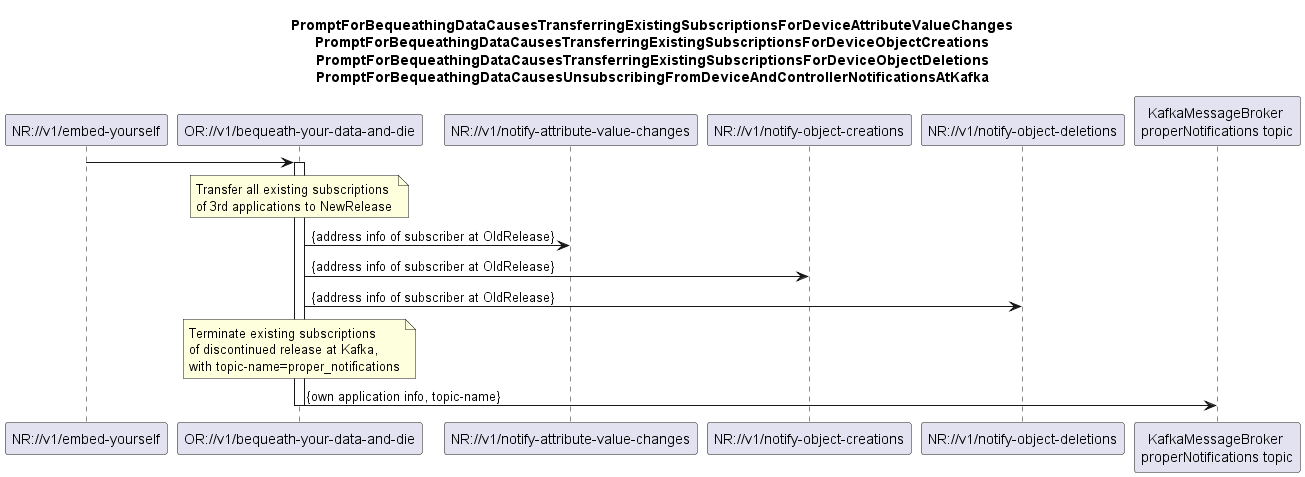 PromptForBequeathingDataCausesTransferringExistingSubscriptionsForDeviceAttributeValueChanges
PromptForBequeathingDataCausesTransferringExistingSubscriptionsForDeviceObjectCreations
PromptForBequeathingDataCausesTransferringExistingSubscriptionsForDeviceObjectDeletions
PromptForBequeathingDataCausesUnsubscribingFromDeviceAndControllerNotificationsAtKafka
NR://v1/embed-yourself
OR://v1/bequeath-your-data-and-die
NR://v1/notify-attribute-value-changes
NR://v1/notify-object-creations
NR://v1/notify-object-deletions
KafkaMessageBroker
properNotifications topic
Transfer all existing subscriptions
of 3rd applications to NewRelease
{address info of subscriber at OldRelease}
{address info of subscriber at OldRelease}
{address info of subscriber at OldRelease}
Terminate existing subscriptions
of discontinued release at Kafka,
with topic-name=proper_notifications
{own application info, topic-name}
NR://v1/embed-yourself
OR://v1/bequeath-your-data-and-die
NR://v1/notify-attribute-value-changes
NR://v1/notify-object-creations
NR://v1/notify-object-deletions
KafkaMessageBroker
properNotifications topic